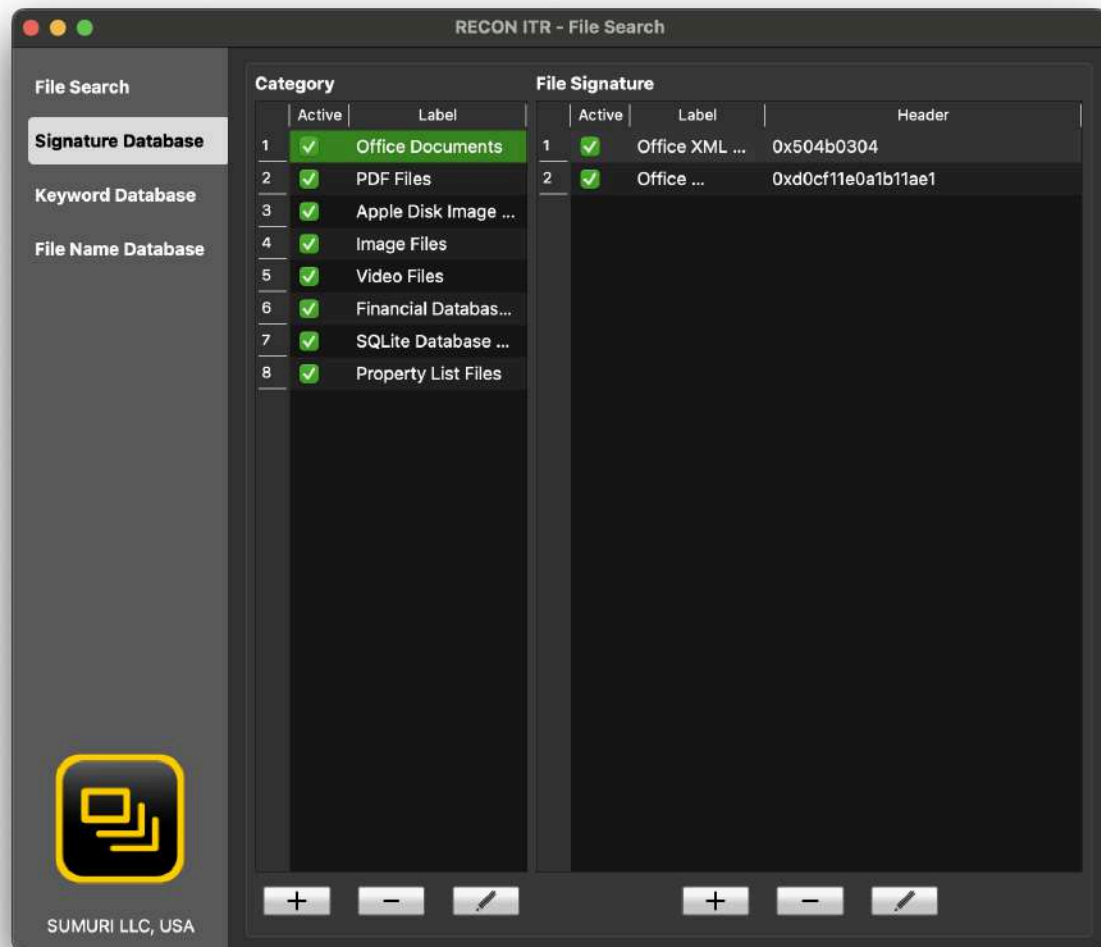 RECON ITR - File Search
File Search
Signature Database
Keyword Database
File Name Database
SUMURI LLC, USA
Category
Active Label
1 Office Documents
2 PDF Files
3 Apple Disk Image ...
4 Image Files
5 Video Files
6 Financial Databas...
7 SQLite Database ...
8 Property List Files
File Signature
Active Label Header
1 Office XML ... 0x504b0304
2 Office ... 0xd0cf11e0a1b11ae1